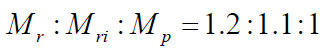 M_r : M_ri : M_p = 1.2 : 1.1 : 1